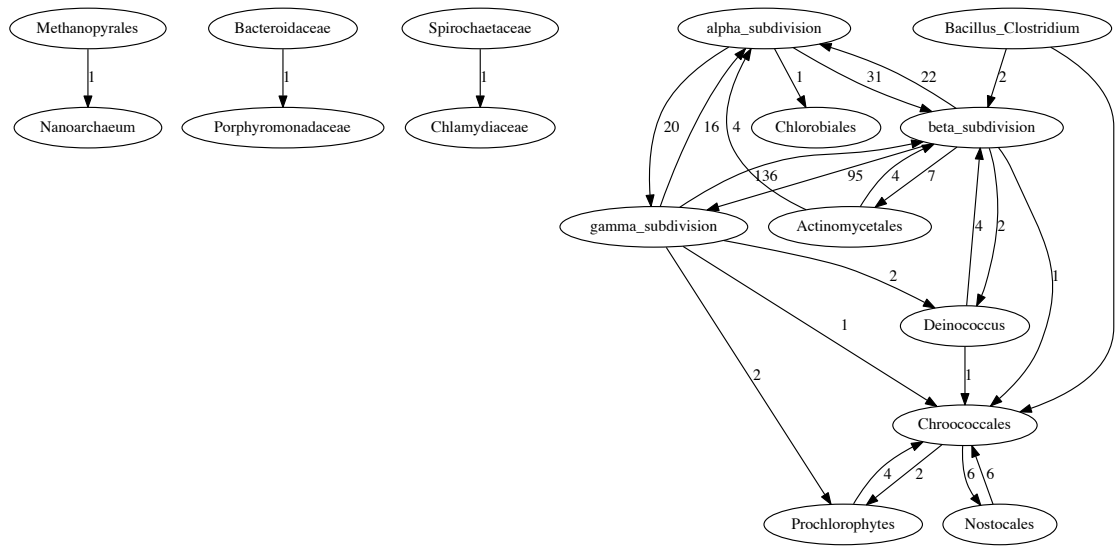 Methanopyrales
Bacteroidaceae
Spirochaetaceae
alpha_subdivision
Bacillus_Clostridium
1
1
1
1
31
22
2
Nanoarchaeum
Porphyromonadaceae
Chlamydiaceae
20
16
4
Chlorobiales
beta_subdivision
136
95
4
7
gamma_subdivision
Actinomycetales
4
2
2
1
1
Deinococcus
2
1
Chroococcales
4
2
6
6
Prochlorophytes
Nostocales